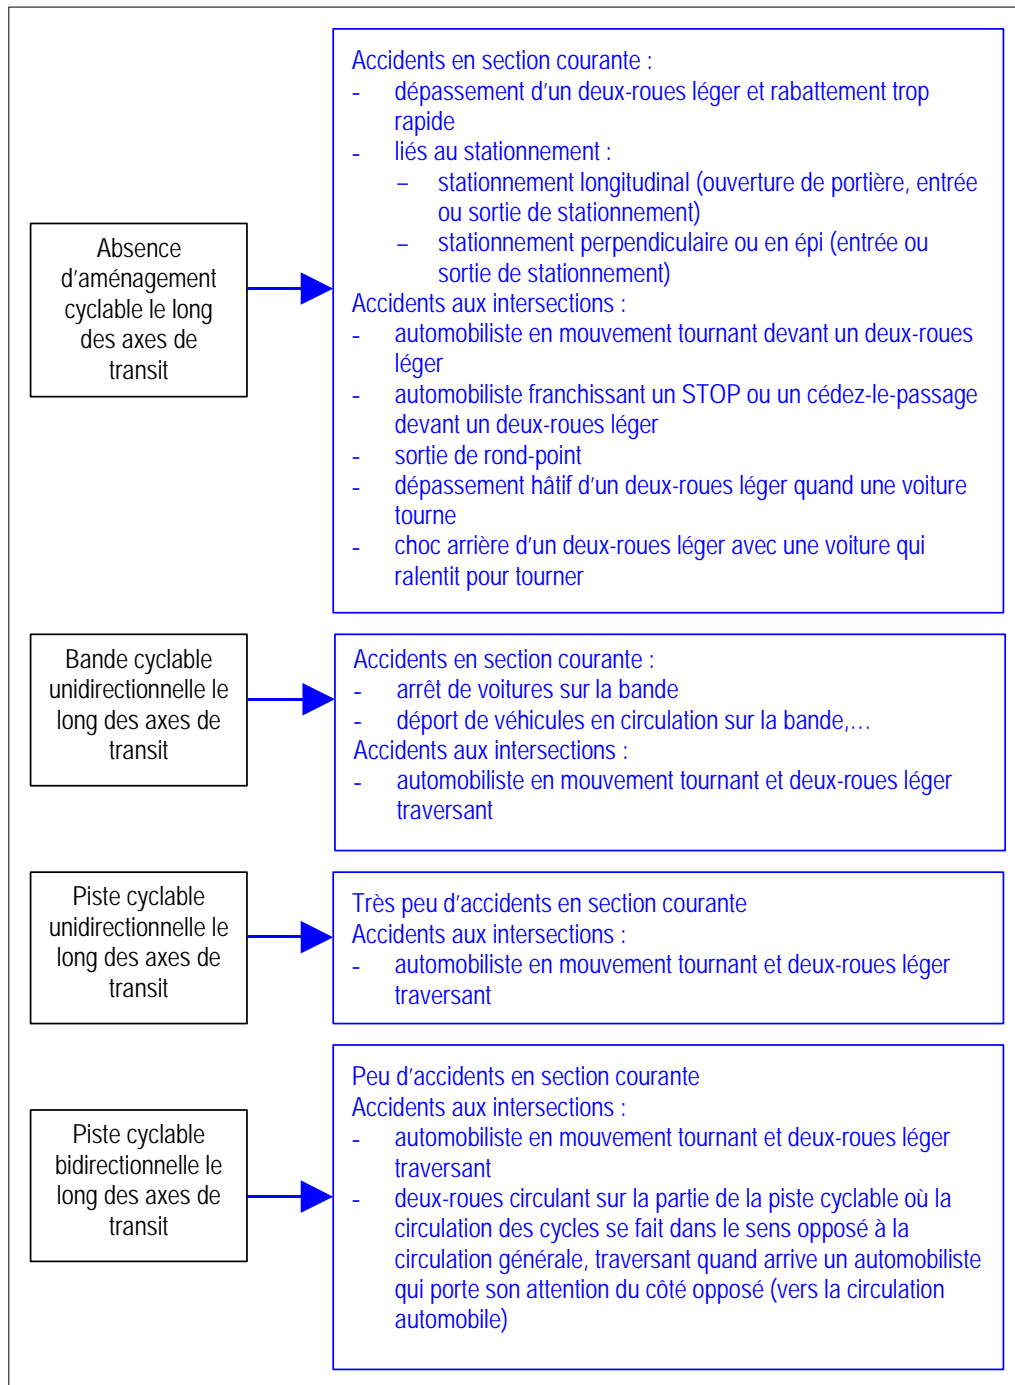 Absence
d'aménagement
cyclable le long
des axes de
transit
Accidents en section courante :
- dépassement d'un deux-roues léger et rabattement trop
rapide
- liés au stationnement :
– stationnement longitudinal (ouverture de portière, entrée
ou sortie de stationnement)
– stationnement perpendiculaire ou en épi (entrée ou
sortie de stationnement)
Accidents aux intersections :
- automobiliste en mouvement tournant devant un deux-roues
léger
- automobiliste franchissant un STOP ou un cédez-le-passage
devant un deux-roues léger
- sortie de rond-point
- dépassement hâtif d'un deux-roues léger quand une voiture
tourne
- choc arrière d'un deux-roues léger avec une voiture qui
ralentit pour tourner
Bande cyclable
unidirectionnelle le
long des axes de
transit
Accidents en section courante :
- arrêt de voitures sur la bande
- déport de véhicules en circulation sur la bande,…
Accidents aux intersections :
- automobiliste en mouvement tournant et deux-roues léger
traversant
Piste cyclable
unidirectionnelle le
long des axes de
transit
Très peu d'accidents en section courante
Accidents aux intersections :
- automobiliste en mouvement tournant et deux-roues léger
traversant
Piste cyclable
bidirectionnelle le
long des axes de
transit
Peu d'accidents en section courante
Accidents aux intersections :
- automobiliste en mouvement tournant et deux-roues léger
traversant
- deux-roues circulant sur la partie de la piste cyclable où la
circulation des cycles se fait dans le sens opposé à la
circulation générale, traversant quand arrive un automobiliste
qui porte son attention du côté opposé (vers la circulation
automobile)